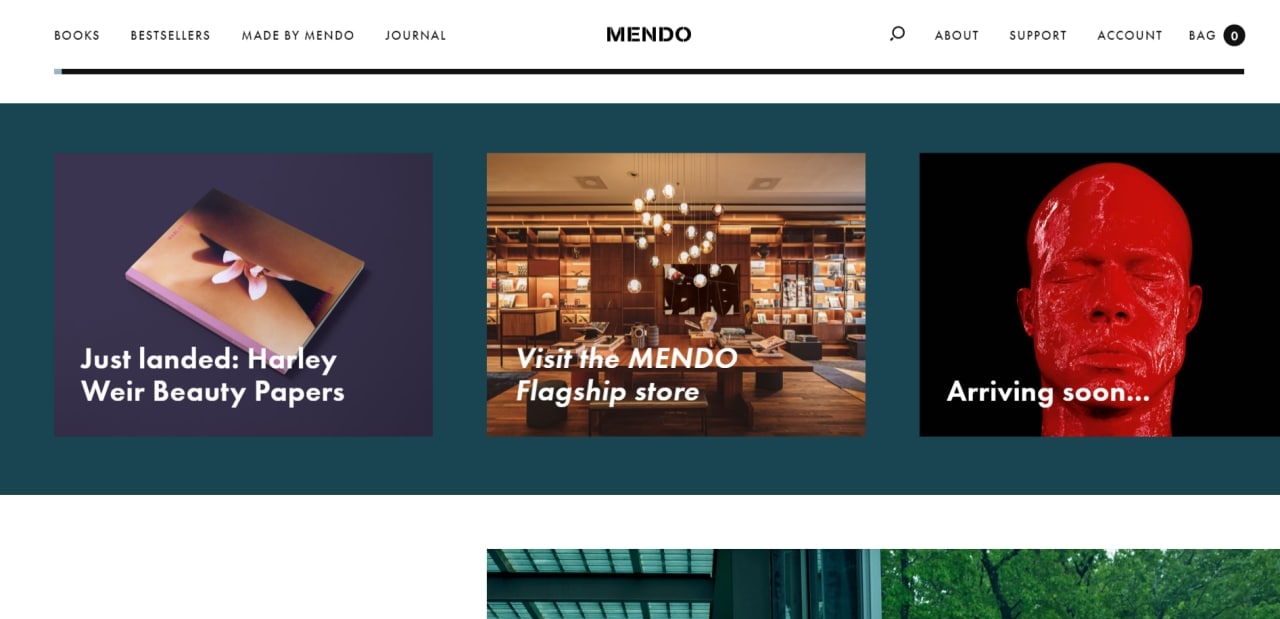 BOOKS
BESTSELLERS
MADE BY MENDO
JOURNAL
MENDO
ABOUT
SUPPORT
ACCOUNT
BAG 0
Just landed: Harley
Weir Beauty Papers
Visit the MENDO
Flagship store
Arriving soon...